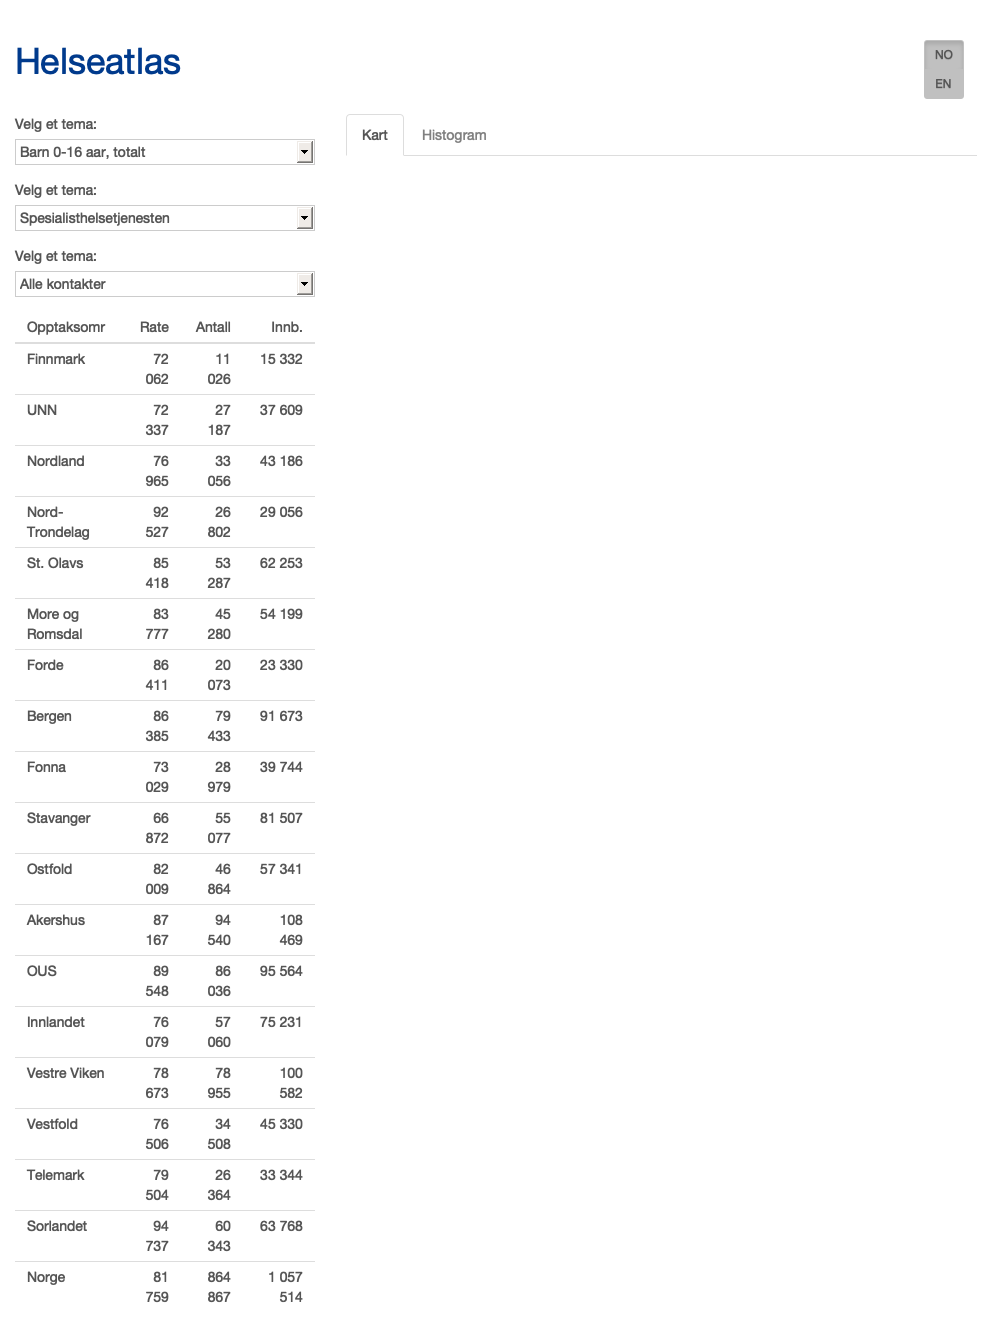 Helseatlas
NO
EN
Velg et tema:
Barn 0-16 aar, totalt
Velg et tema:
Spesialisthelsetjenesten
Velg et tema:
Alle kontakter
Kart Histogram
Opptaksomr Rate Antall Innb.
Finnmark 72 11 15 332
062 026
UNN 72 27 37 609
337 187
Nordland 76 33 43 186
965 056
Nord- 92 26 29 056
Trondelag 527 802
St. Olavs 85 53 62 253
418 287
More og 83 45 54 199
Romsdal 777 280
Forde 86 20 23 330
411 073
Bergen 86 79 91 673
385 433
Fonna 73 28 39 744
029 979
Stavanger 66 55 81 507
872 077
Ostfold 82 46 57 341
009 864
Akershus 87 94 108
167 540 469
OUS 89 86 95 564
548 036
Innlandet 76 57 75 231
079 060
Vestre Viken 78 78 100
673 955 582
Vestfold 76 34 45 330
506 508
Telemark 79 26 33 344
504 364
Sorlandet 94 60 63 768
737 343
Norge 81 864 1 057
759 867 514